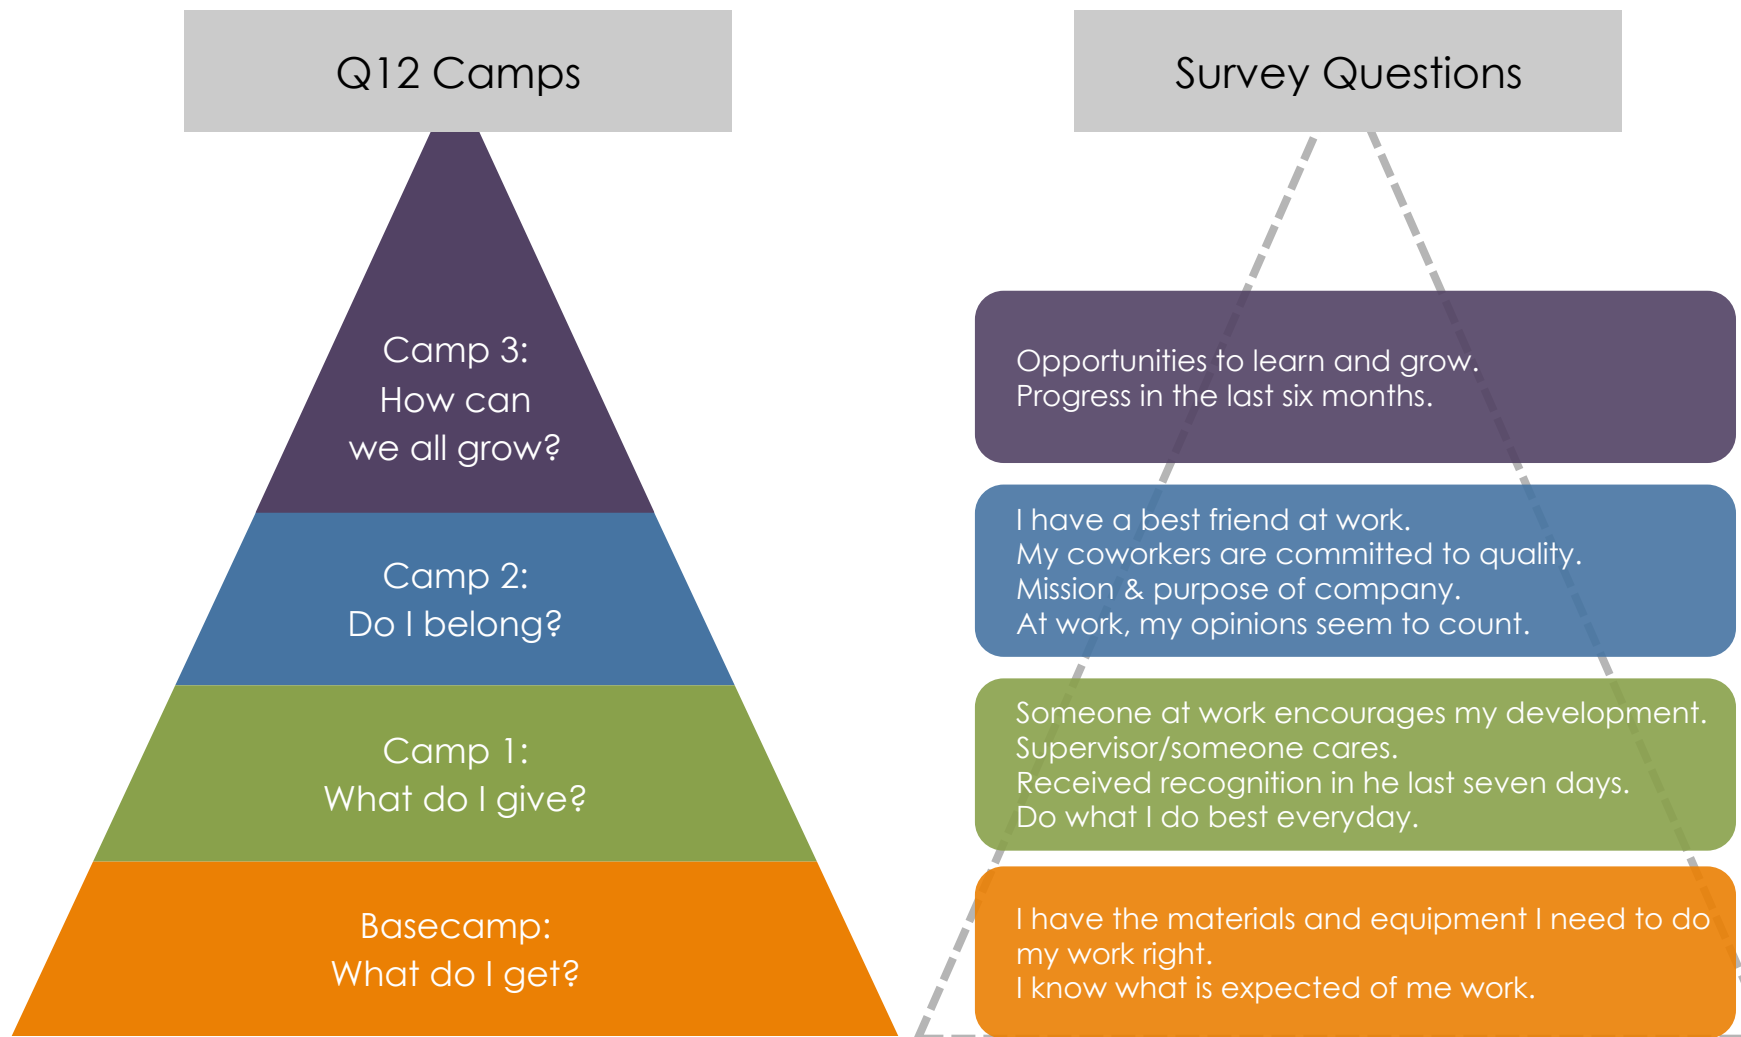 Q12 Camps
Camp 3:
How can
we all grow?
Camp 2:
Do I belong?
Camp 1:
What do I give?
Basecamp:
What do I get?
Survey Questions
Opportunities to learn and grow.
Progress in the last six months.
I have a best friend at work.
My coworkers are committed to quality.
Mission & purpose of company.
At work, my opinions seem to count.
Someone at work encourages my development.
Supervisor/someone cares.
Received recognition in he last seven days.
Do what I do best everyday.
I have the materials and equipment I need to do
my work right.
I know what is expected of me work.